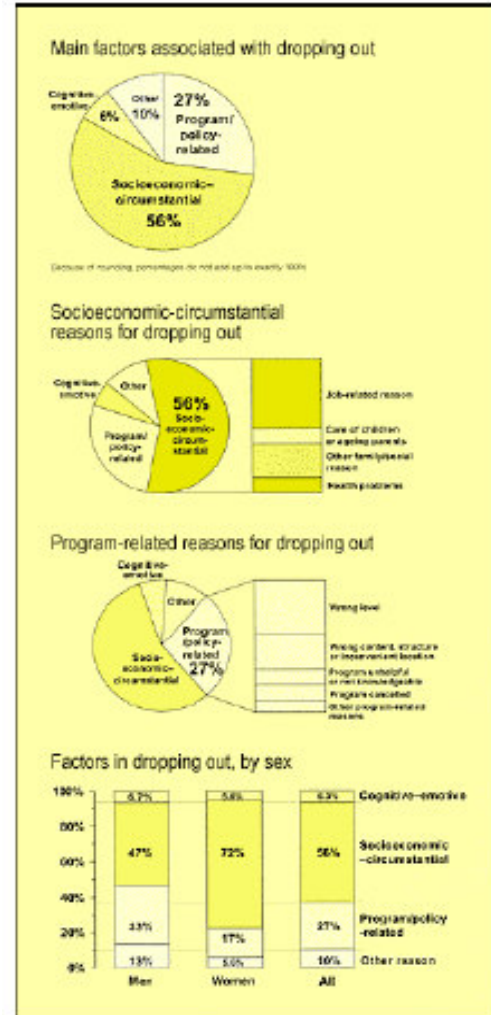 Main factors associated with dropping out
Cognitive-
emotive
6%
Other
10%
27%
Program/
policy-
related
Socioeconomic–
circumstantial
56%
Because of rounding, percentages do not add up to exactly 100%
Socioeconomic-circumstantial
reasons for dropping out
Cognitive-
emotive
Other
56%
Socio-
economic-
circum-
stantial
Program/
policy-
related
Job-related reason
Care of children
or ageing parents
Other family/social
reason
Health problems
Program-related reasons for dropping out
Cognitive-
emotive
Other
Program
/policy-
related
27%
Socio-
economic–
circumstantial
Wrong level
Wrong content, structure
or inconvenient location
Program unhelpful
or not knowledgeable
Program cancelled
Other program-related
reasons
Factors in dropping out, by sex
100%
80%
60%
40%
20%
0%
6.7%
47%
33%
13%
Men
72%
17%
Women
56%
27%
10%
All
Cognitive–emotive
Socioeconomic
–circumstantial
Program/policy
-related
Other reason